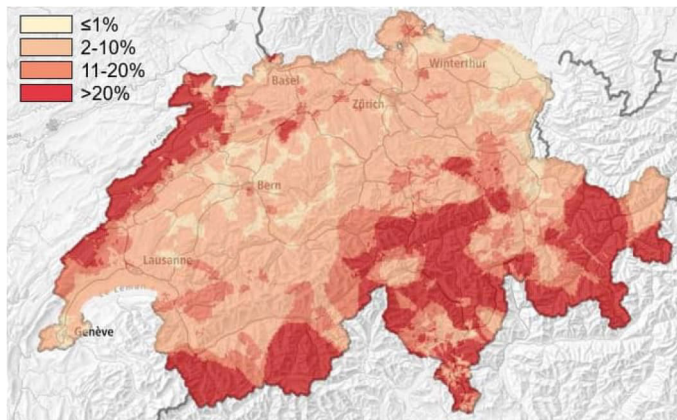 ≤1%
2-10%
11-20%
>20%
Basel
Winterthur
Zürich
Bern
Lausanne
Genève